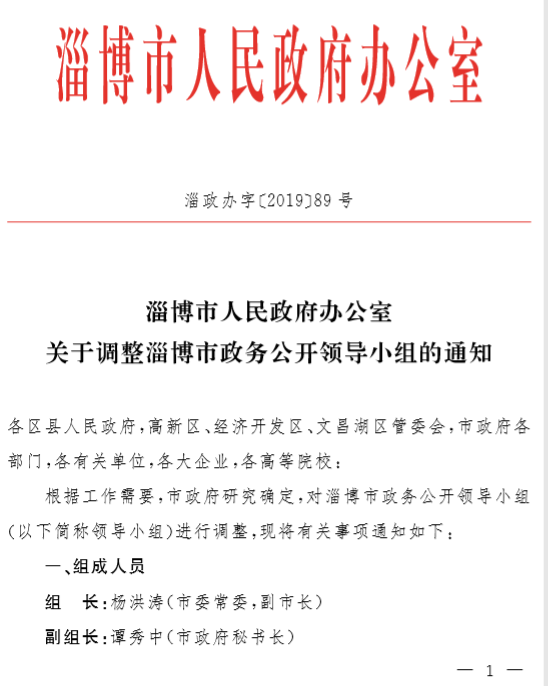 淄博市人民政府办公室
淄政办字〔2019〕89 号
淄博市人民政府办公室
关于调整淄博市政务公开领导小组的通知
各区县人民政府,高新区、经济开发区、文昌湖区管委会,市政府各
部门,各有关单位,各大企业,各高等院校:
根据工作需要,市政府研究确定,对淄博市政务公开领导小组
(以下简称领导小组)进行调整,现将有关事项通知如下:
一、组成人员
组　长:杨洪涛(市委常委,副市长)
副组长:谭秀中(市政府秘书长)
— 1 —